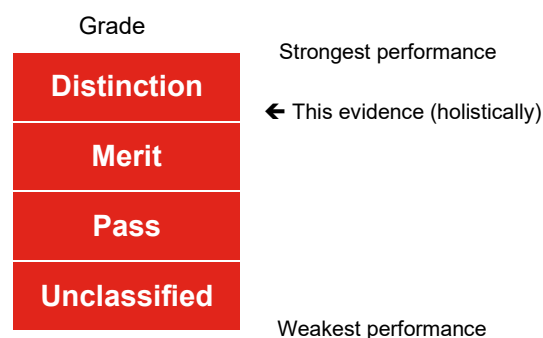 Grade
Strongest performance
Distinction
← This evidence (holistically)
Merit
Pass
Unclassified
Weakest performance